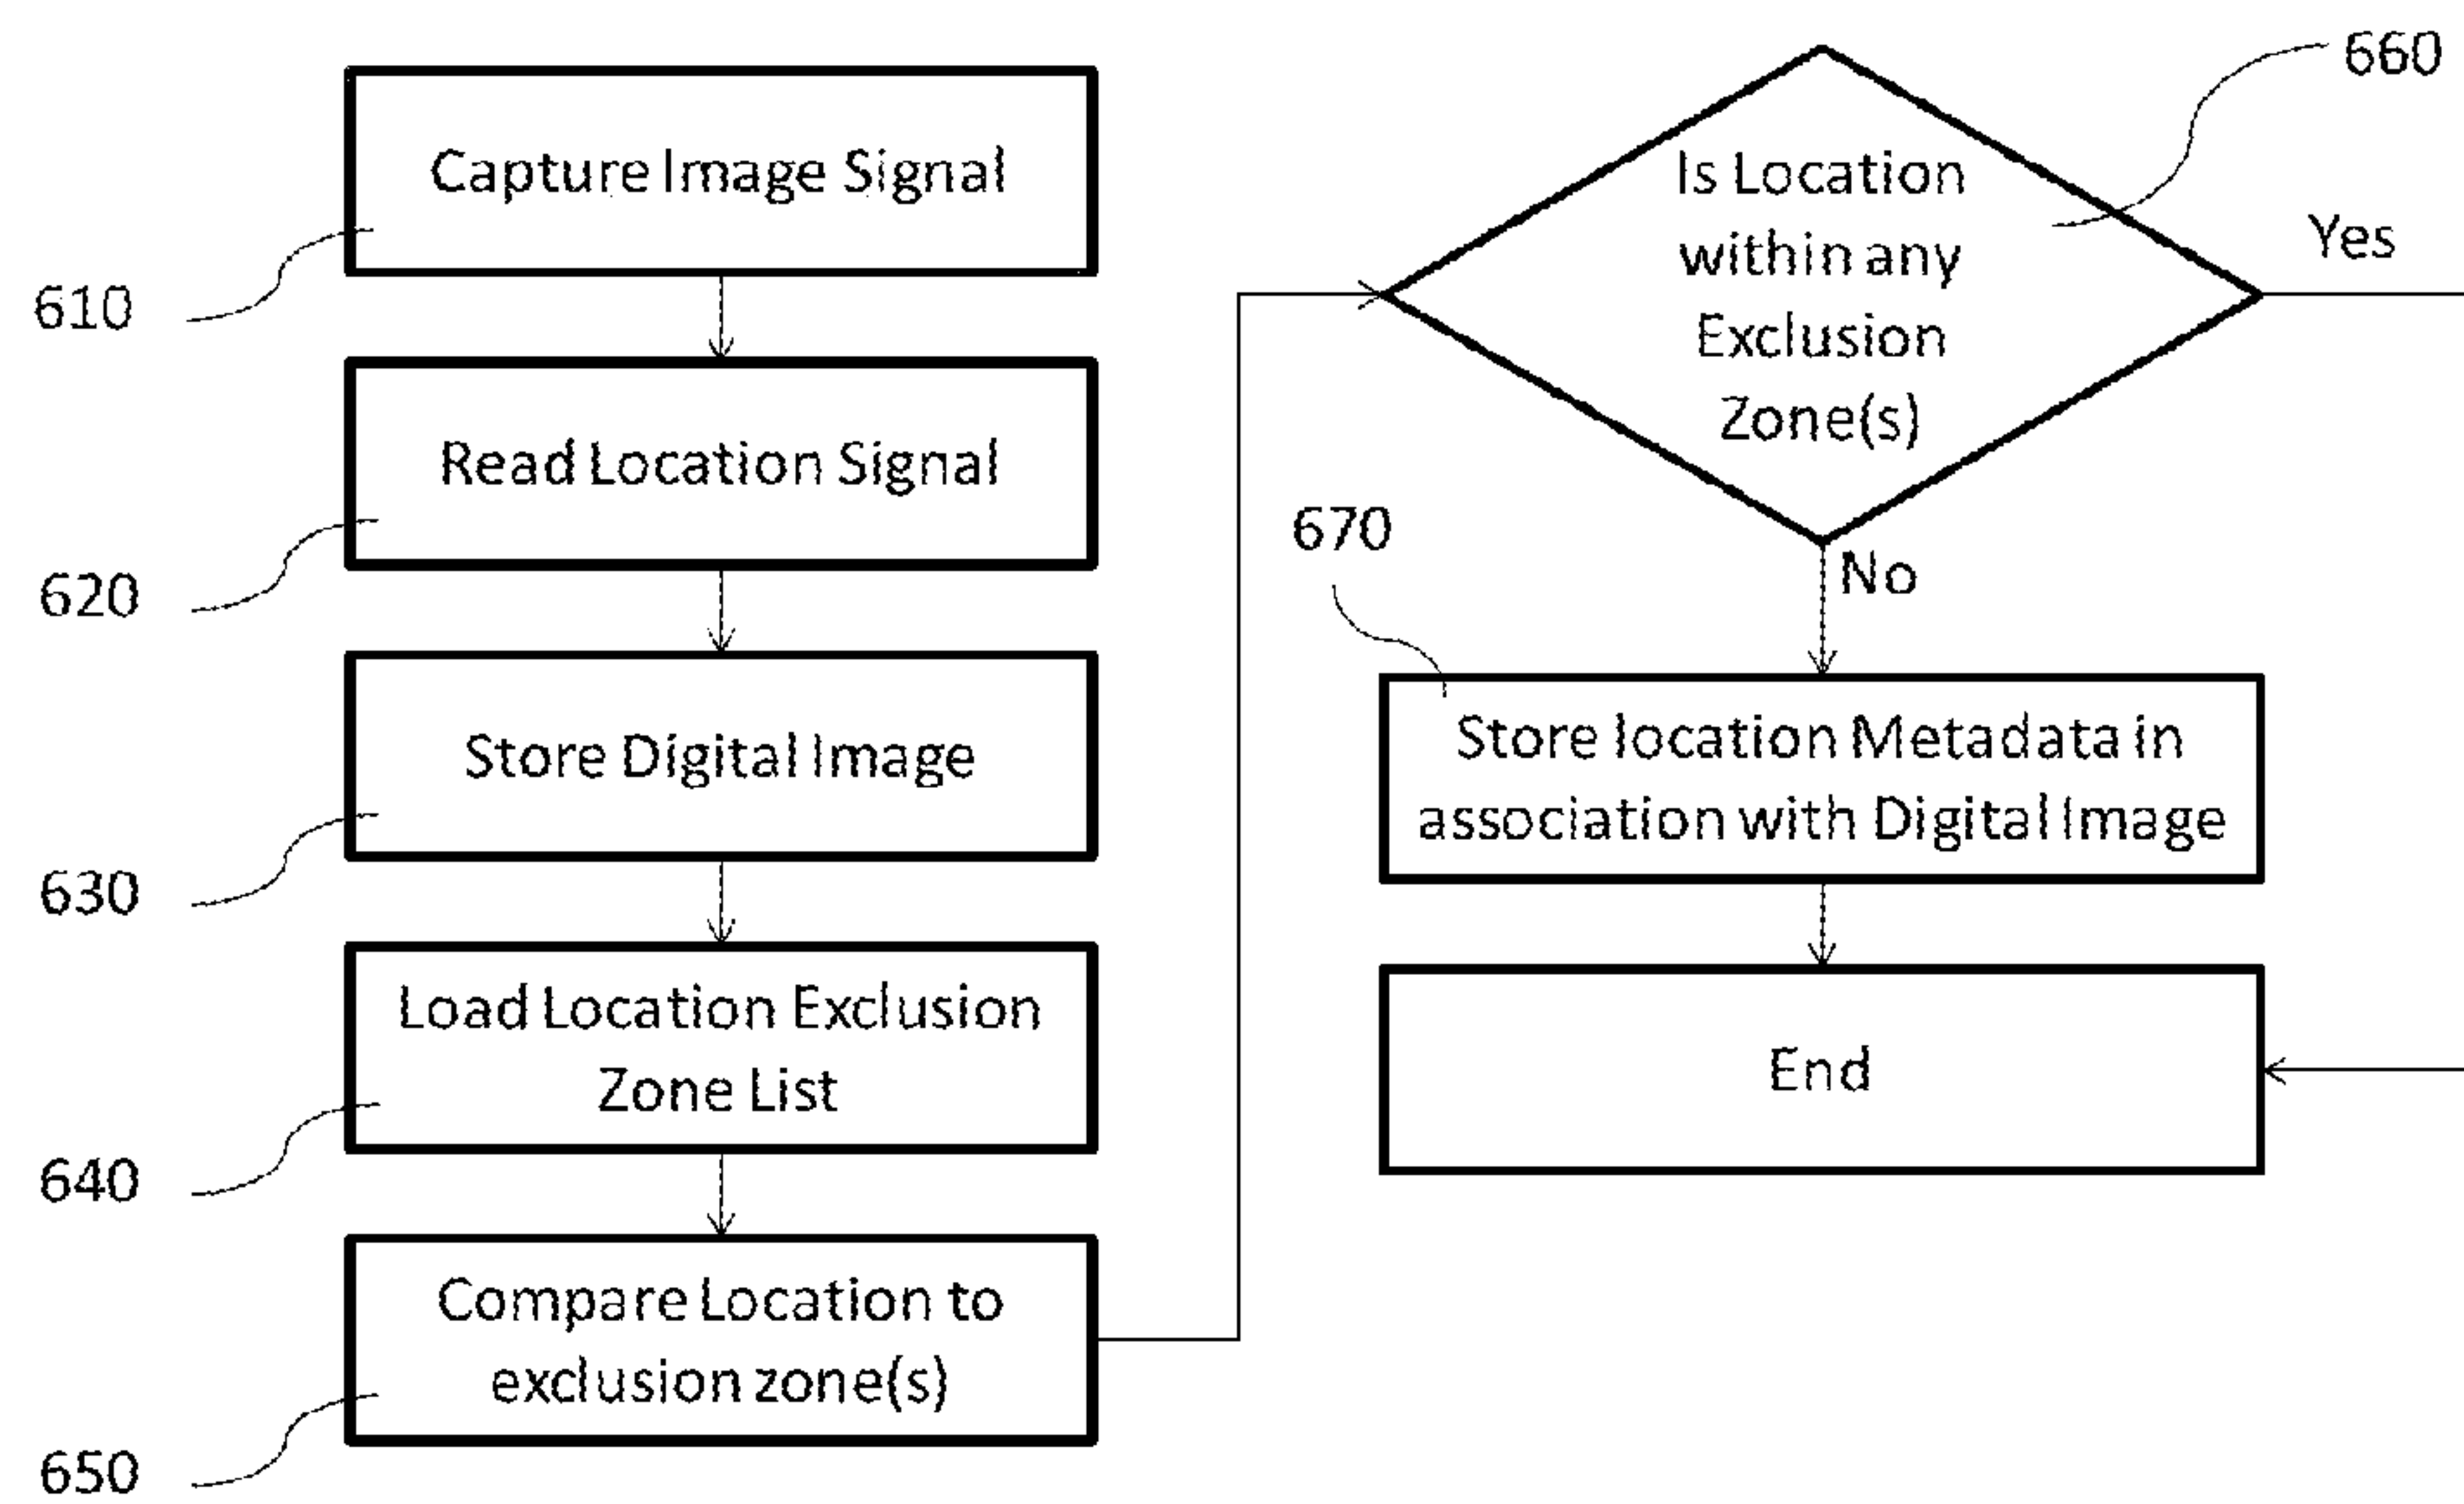 Capture Image Signal
610
Read Location Signal
620
Store Digital Image
630
Load Location Exclusion
Zone List
640
Compare Location to
exclusion zone(s)
650
660
Is Location
within any
Exclusion
Zone(s)
Yes
No
670
Store location Metadata in
association with Digital Image
End